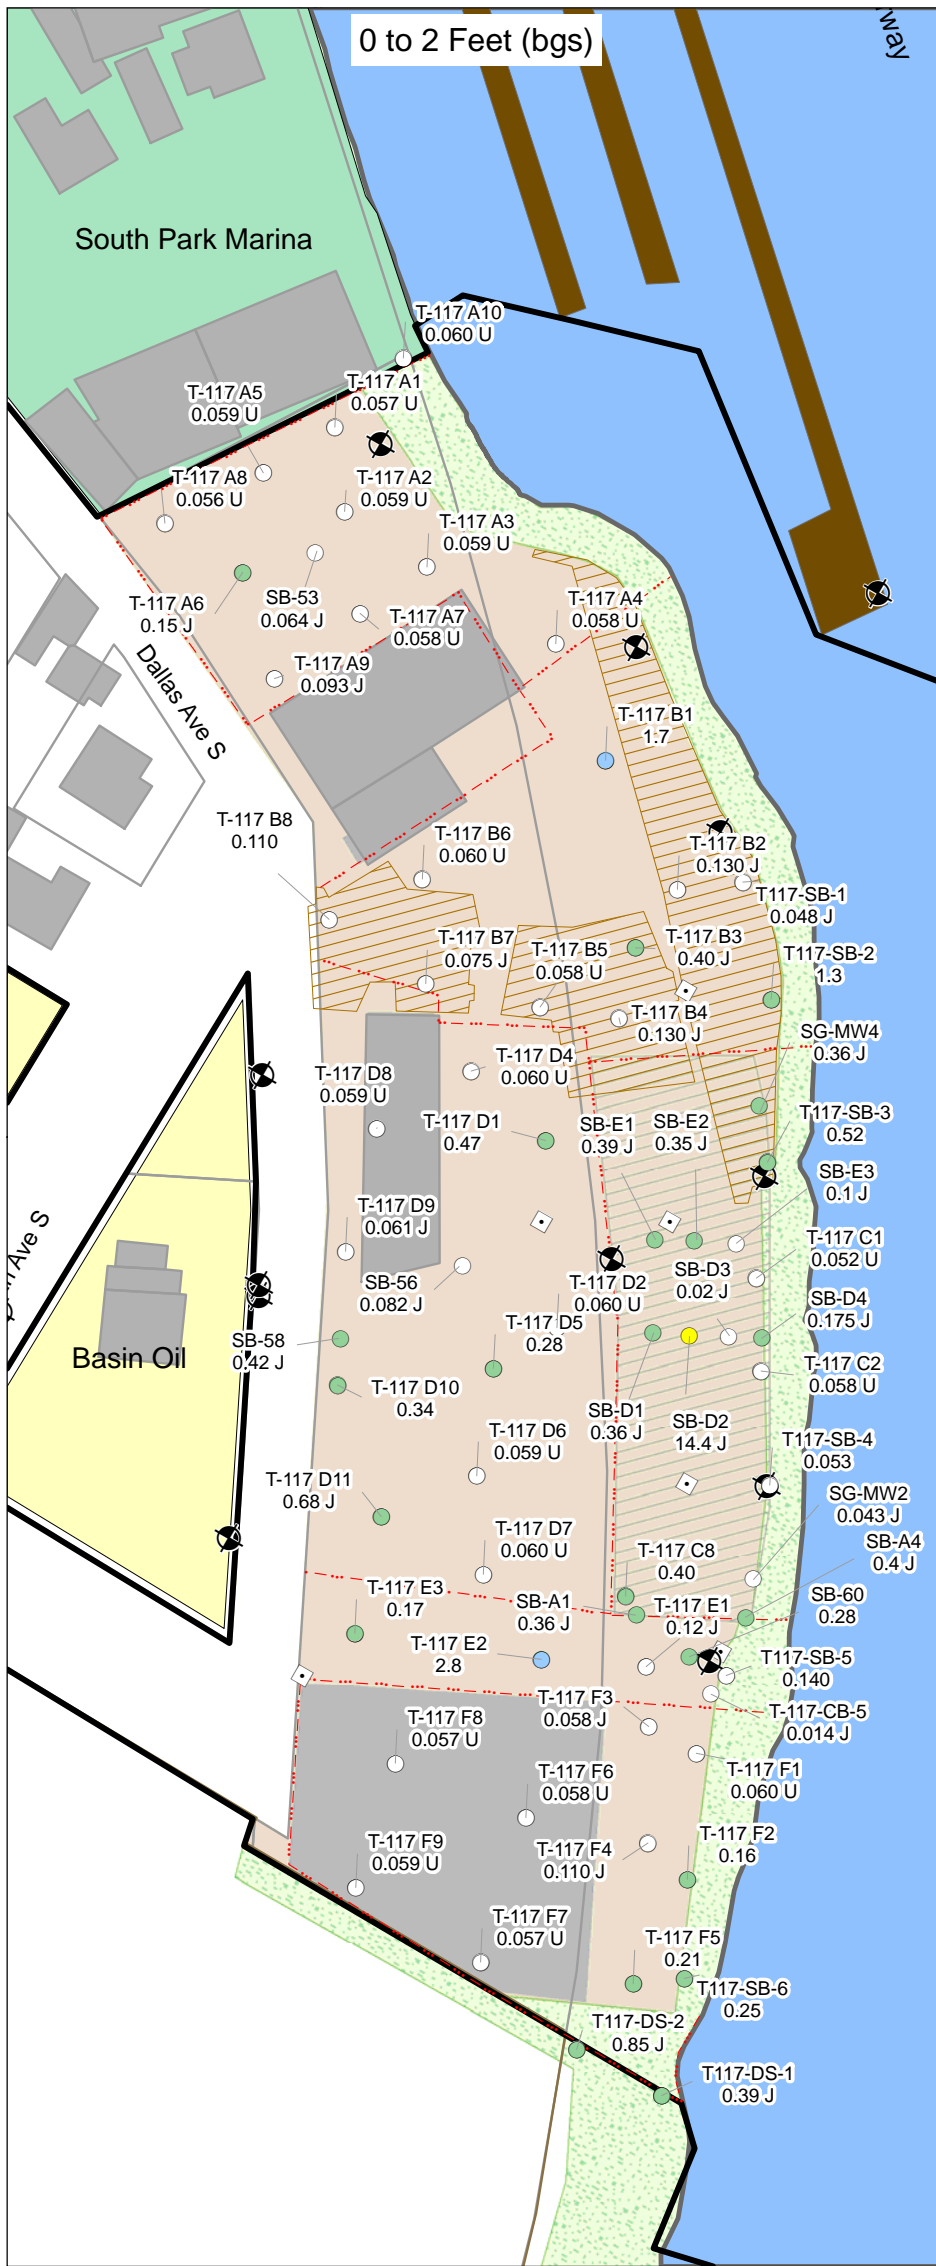 0 to 2 Feet (bgs)
rway
South Park Marina
T-117 A10
0.060 U
T-117 A1
0.057 U
T-117 A5
0.059 U
T-117 A8
0.056 U
T-117 A2
0.059 U
T-117 A3
0.059 U
T-117 A6
0.15 J
SB-53
0.064 J
T-117 A7
0.058 U
T-117 A4
0.058 U
T-117 A9
0.093 J
Dallas Ave S
T-117 B1
1.7
T-117 B8
0.110
T-117 B6
0.060 U
T-117 B2
0.130 J
T117-SB-1
0.048 J
T-117 B7
0.075 J
T-117 B5
0.058 U
T-117 B3
0.40 J
T117-SB-2
1.3
T-117 B4
0.130 J
SG-MW4
0.36 J
T-117 D8
0.059 U
T-117 D4
0.060 U
T-117 D1
0.47
SB-E1
0.39 J
SB-E2
0.35 J
T117-SB-3
0.52
SB-E3
0.1 J
T-117 D9
0.061 J
T-117 C1
0.052 U
SB-56
0.082 J
T-117 D2
0.060 U
SB-D3
0.02 J
SB-D4
0.175 J
Ave S
SB-58
0.42 J
Basin Oil
T-117 D5
0.28
T-117 C2
0.058 U
T-117 D10
0.34
SB-D1
0.36 J
SB-D2
14.4 J
T-117 D6
0.059 U
T117-SB-4
0.053
T-117 D11
0.68 J
SG-MW2
0.043 J
T-117 D7
0.060 U
SB-A4
0.4 J
T-117 C8
0.40
T-117 E3
0.17
SB-A1
0.36 J
T-117 E1
0.12 J
SB-60
0.28
T-117 E2
2.8
T117-SB-5
0.140
T-117 F3
0.058 J
T-117-CB-5
0.014 J
T-117 F8
0.057 U
T-117 F6
0.058 U
T-117 F1
0.060 U
T-117 F9
0.059 U
T-117 F4
0.110 J
T-117 F2
0.16
T-117 F7
0.057 U
T-117 F5
0.21
T117-SB-6
0.25
T117-DS-2
0.85 J
T117-DS-1
0.39 J